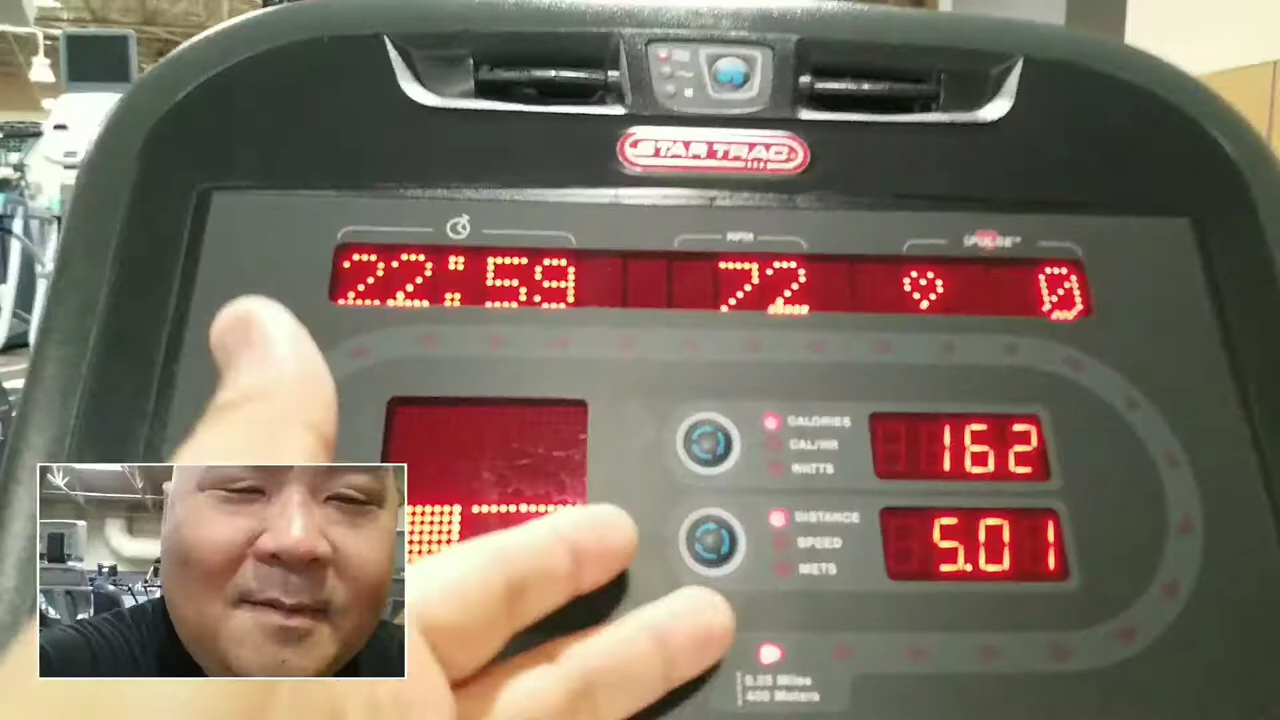 STAR TRAC
RPM
PULSE
22:59 72 0
CALORIES
CAL/HR
WATTS
162
DISTANCE
SPEED
METS
5.01
0.25 Miles
400 Meters